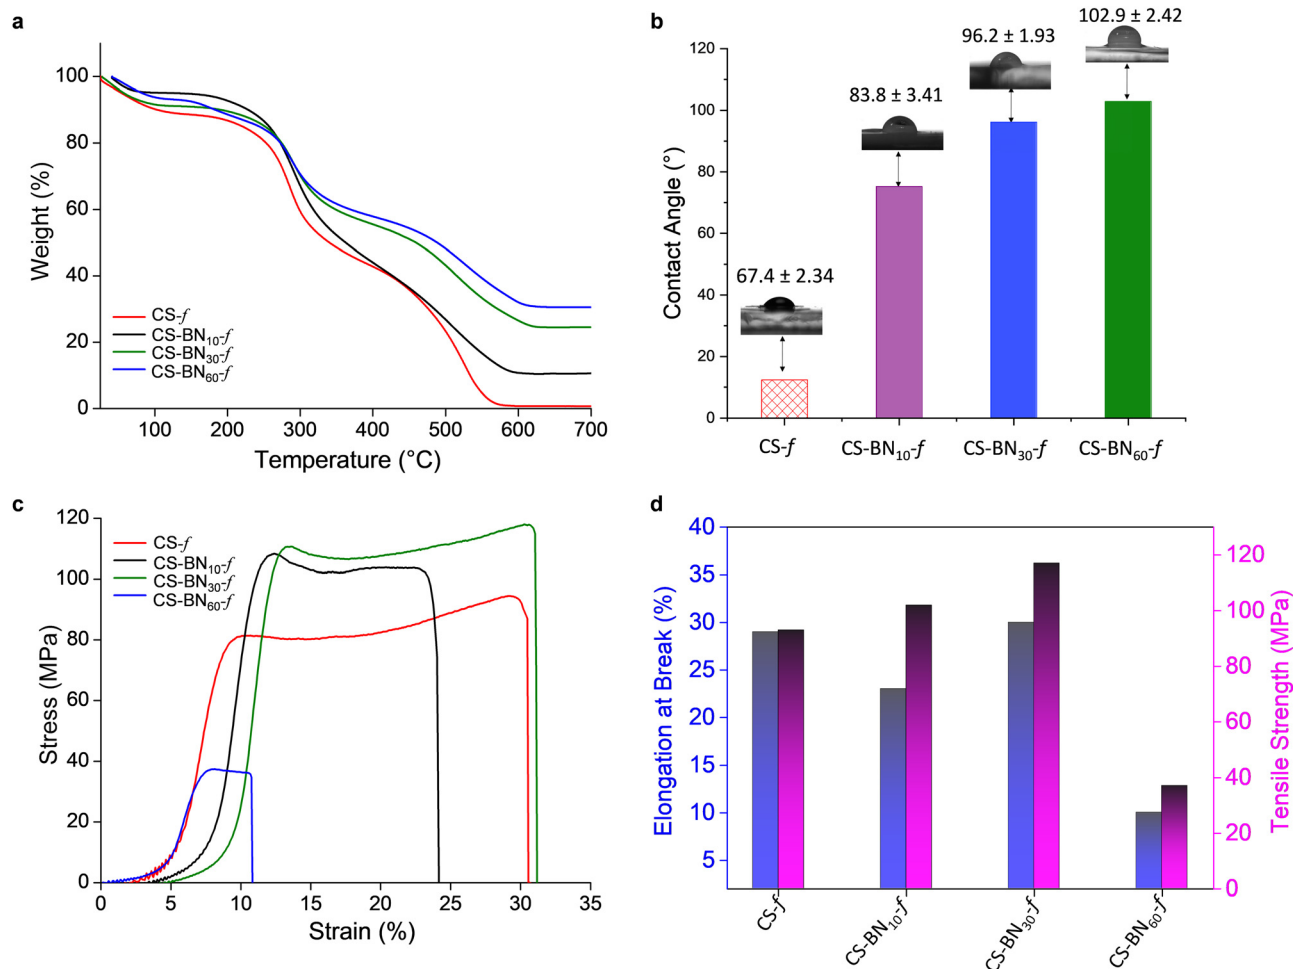 a
100
80
60
40
20
0
Weight (%)
CS-f
CS-BN10-f
CS-BN30-f
CS-BN60-f
100
200
300
400
500
600
700
Temperature (°C)
b
120
100
80
60
40
20
0
Contact Angle (°)
67.4 ± 2.34
83.8 ± 3.41
96.2 ± 1.93
102.9 ± 2.42
CS-f
CS-BN10-f
CS-BN30-f
CS-BN60-f
c
120
100
80
60
40
20
0
Stress (MPa)
CS-f
CS-BN10-f
CS-BN30-f
CS-BN60-f
0
5
10
15
20
25
30
35
Strain (%)
d
40
35
30
25
20
15
10
5
Elongation at Break (%)
120
100
80
60
40
20
0
Tensile Strength (MPa)
CS-f
CS-BN10-f
CS-BN30-f
CS-BN60-f